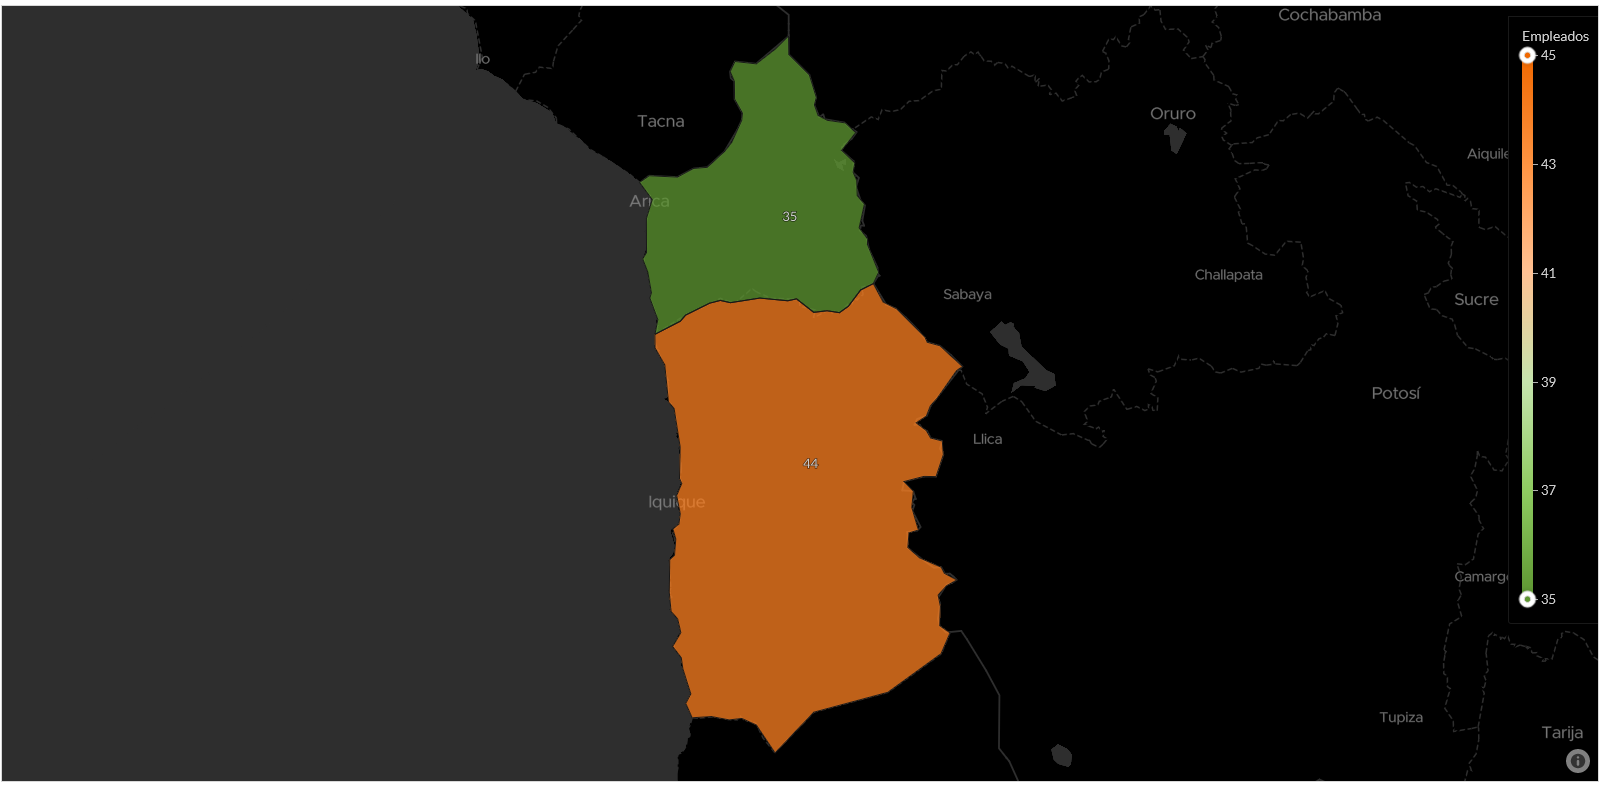 Cochabamba
Empleados
45
Ilo
Oruro
Tacna
Aiquile
43
Arica
35
Challapata
41
Sabaya
Sucre
39
Potosí
Llica
44
37
Iquique
Camargo
35
Tupiza
Tarija